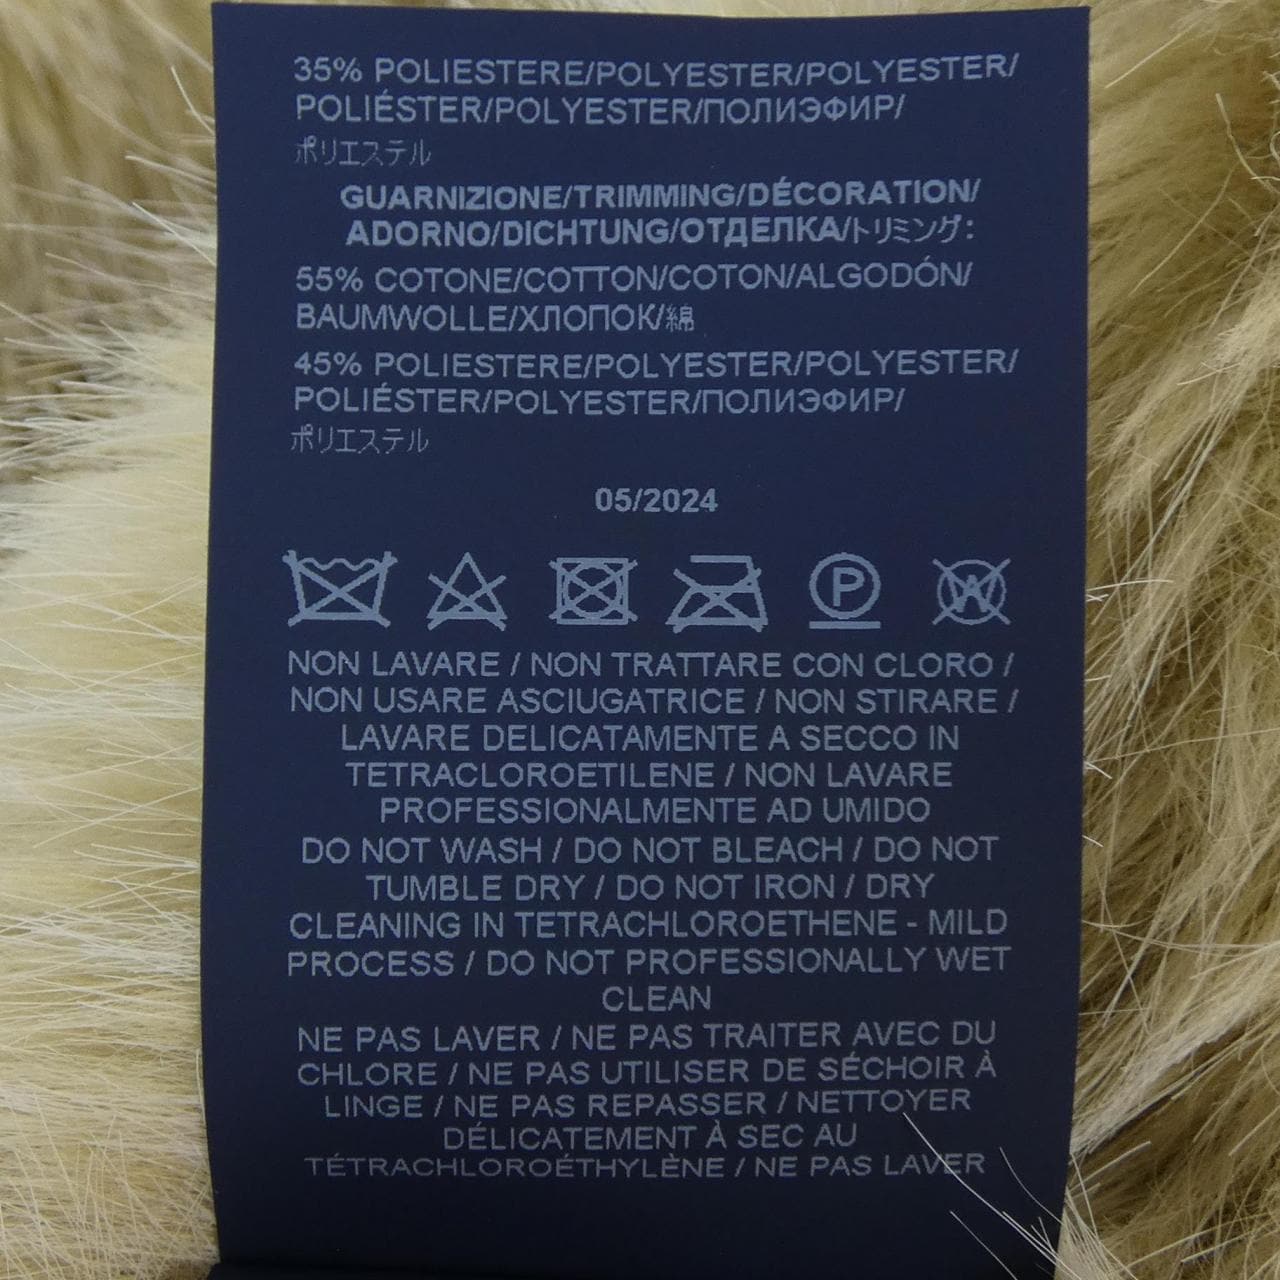 35% POLIESTERE/POLYESTER/POLYESTER/
POLIÉSTER/POLYESTER/ПОЛИЭФИР/
ポリエステル
GUARNIZIONE/TRIMMING/DÉCORATION/
ADORNO/DICHTUNG/ОТДЕЛКА/トリミング:
55% COTONE/COTTON/COTON/ALGODÓN/
BAUMWOLLE/ХЛОПОК/綿
45% POLIESTERE/POLYESTER/POLYESTER/
POLIÉSTER/POLYESTER/ПОЛИЭФИР/
ポリエステル
05/2024
P W
NON LAVARE / NON TRATTARE CON CLORO /
NON USARE ASCIUGATRICE / NON STIRARE /
LAVARE DELICATAMENTE A SECCO IN
TETRACLOROETILENE / NON LAVARE
PROFESSIONALMENTE AD UMIDO
DO NOT WASH / DO NOT BLEACH / DO NOT
TUMBLE DRY / DO NOT IRON / DRY
CLEANING IN TETRACHLOROETHENE - MILD
PROCESS / DO NOT PROFESSIONALLY WET
CLEAN
NE PAS LAVER / NE PAS TRAITER AVEC DU
CHLORE / NE PAS UTILISER DE SÉCHOIR À
LINGE / NE PAS REPASSER / NETTOYER
DÉLICATEMENT À SEC AU
TÉTRACHLOROÉTHYLÈNE / NE PAS LAVER